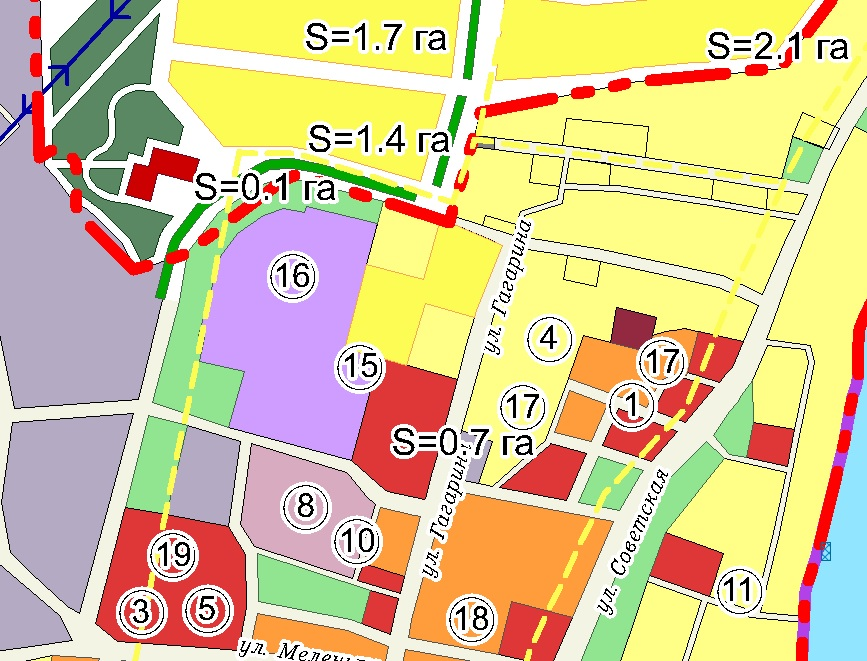 S=1.7 га
S=2.1 га
S=1.4 га
S=0.1 га
16
ул. Гагарина
4
15
17
17
1
S=0.7 га
ул. Гагарина
8
10
ул. Советская
19
3
5
18
11
ул.